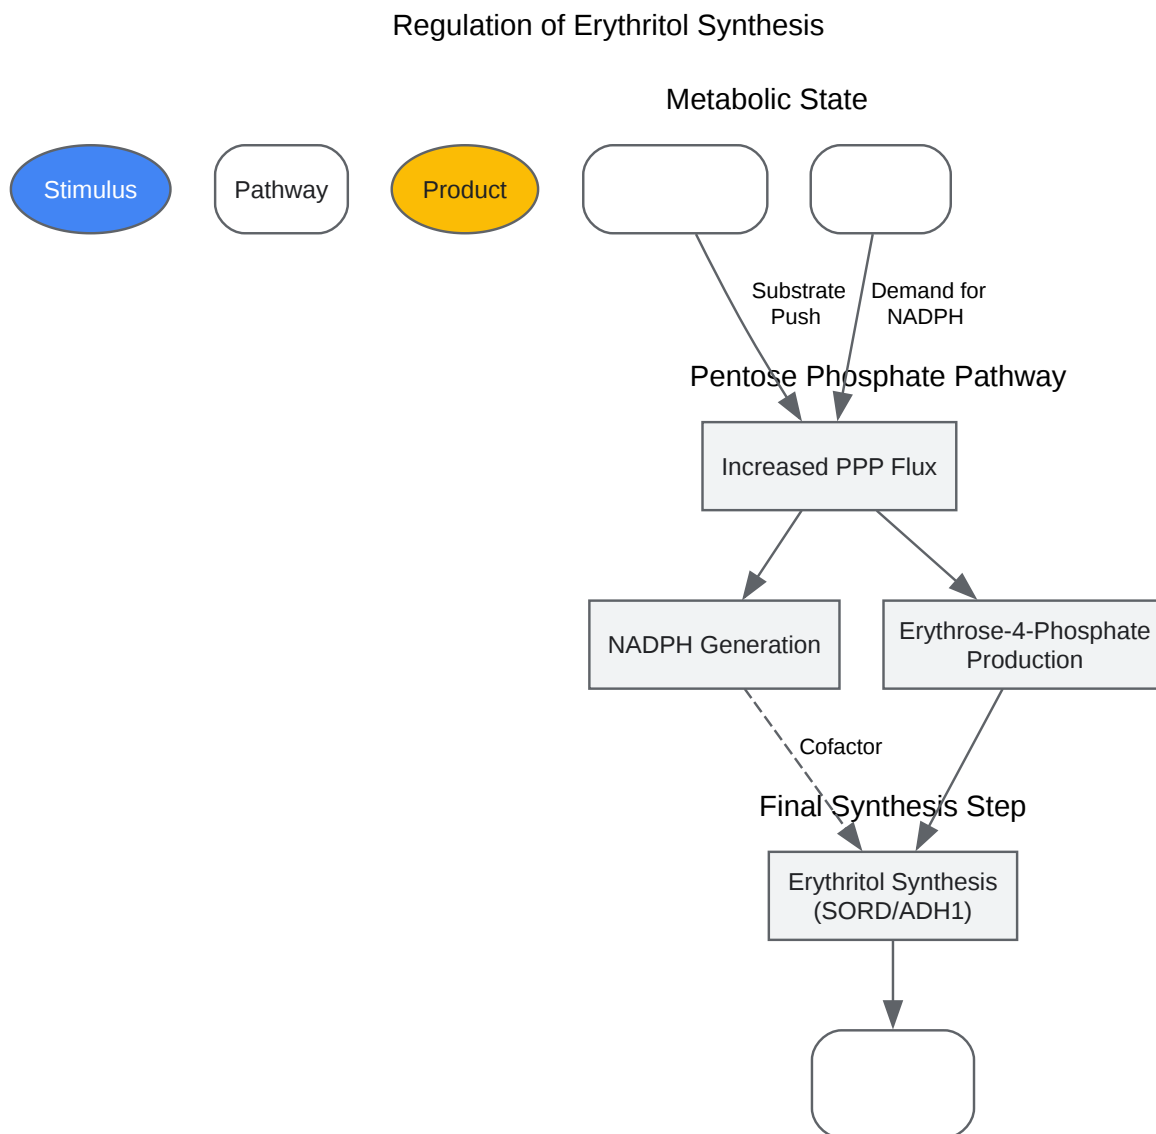 Regulation of Erythritol Synthesis
Metabolic State
Stimulus
Pathway
Product
Substrate
Push
Demand for
NADPH
Pentose Phosphate Pathway
Increased PPP Flux
NADPH Generation
Erythrose-4-Phosphate
Production
Cofactor
Final Synthesis Step
Erythritol Synthesis
(SORD/ADH1)